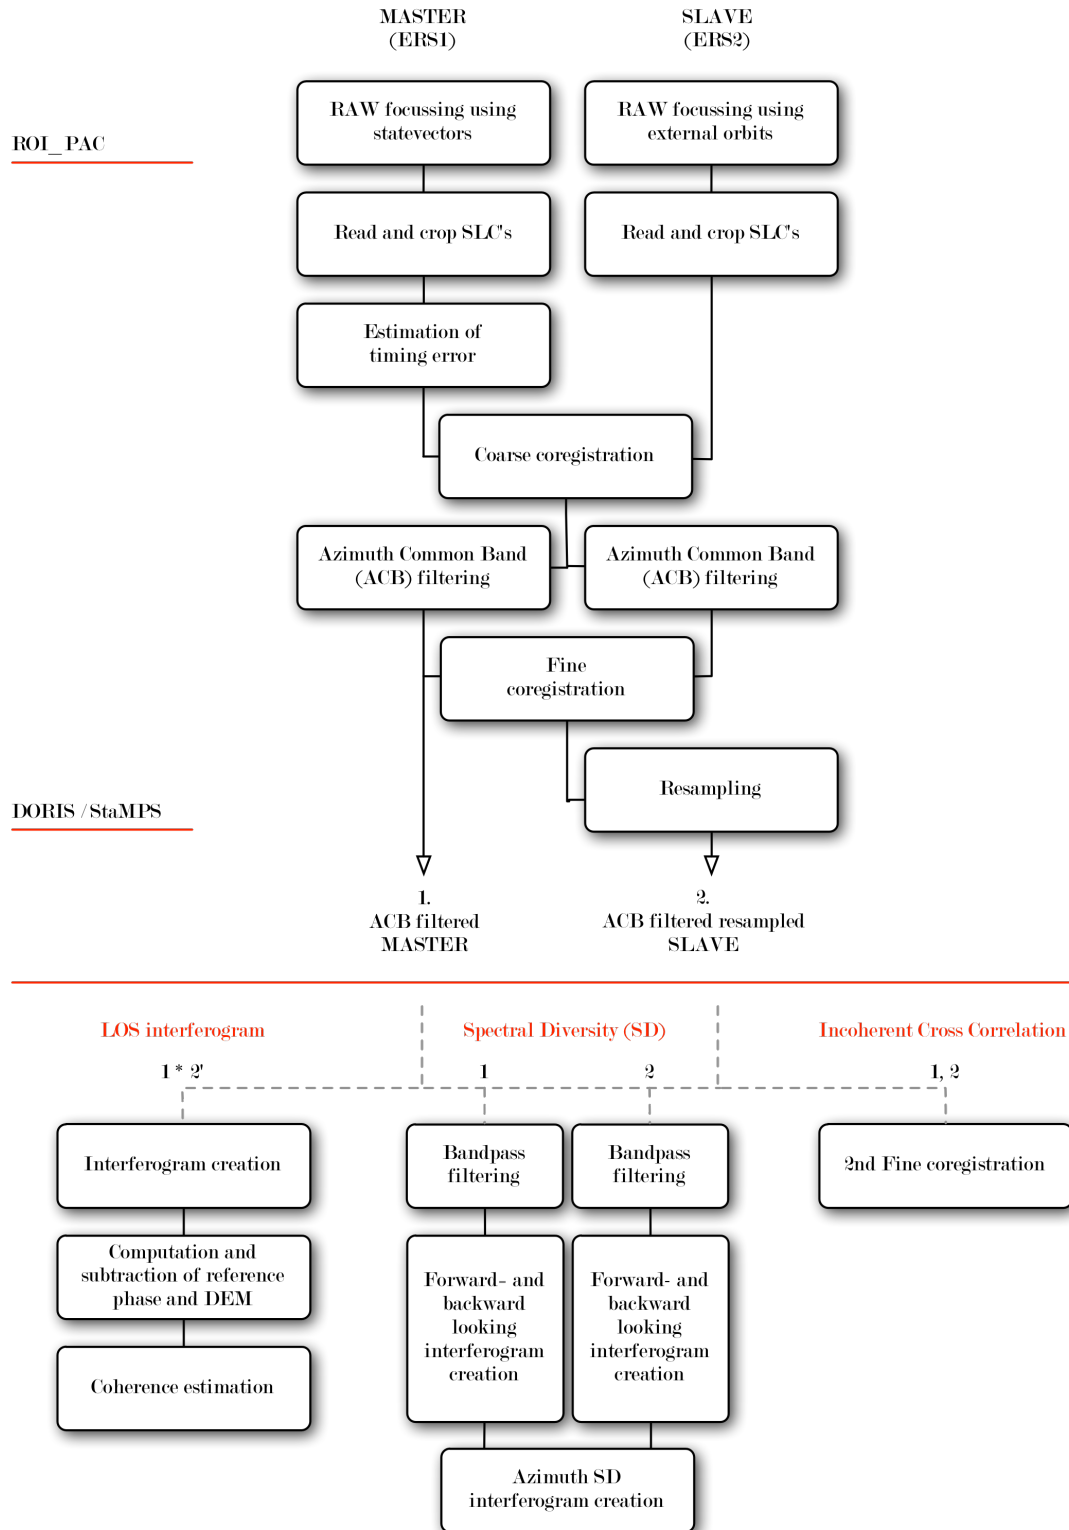 MASTER
(ERS1)
SLAVE
(ERS2)
RAW focussing using
statevectors
RAW focussing using
external orbits
ROI_PAC
Read and crop SLC's
Read and crop SLC's
Estimation of
timing error
Coarse coregistration
Azimuth Common Band
(ACB) filtering
Azimuth Common Band
(ACB) filtering
Fine
coregistration
Resampling
DORIS / StaMPS
1.
ACB filtered
MASTER
2.
ACB filtered resampled
SLAVE
LOS interferogram
Spectral Diversity (SD)
Incoherent Cross Correlation
1 * 2'
1
2
1, 2
Interferogram creation
Bandpass
filtering
Bandpass
filtering
2nd Fine coregistration
Computation and
subtraction of reference
phase and DEM
Forward- and
backward
looking
interferogram
creation
Forward- and
backward
looking
interferogram
creation
Coherence estimation
Azimuth SD
interferogram creation